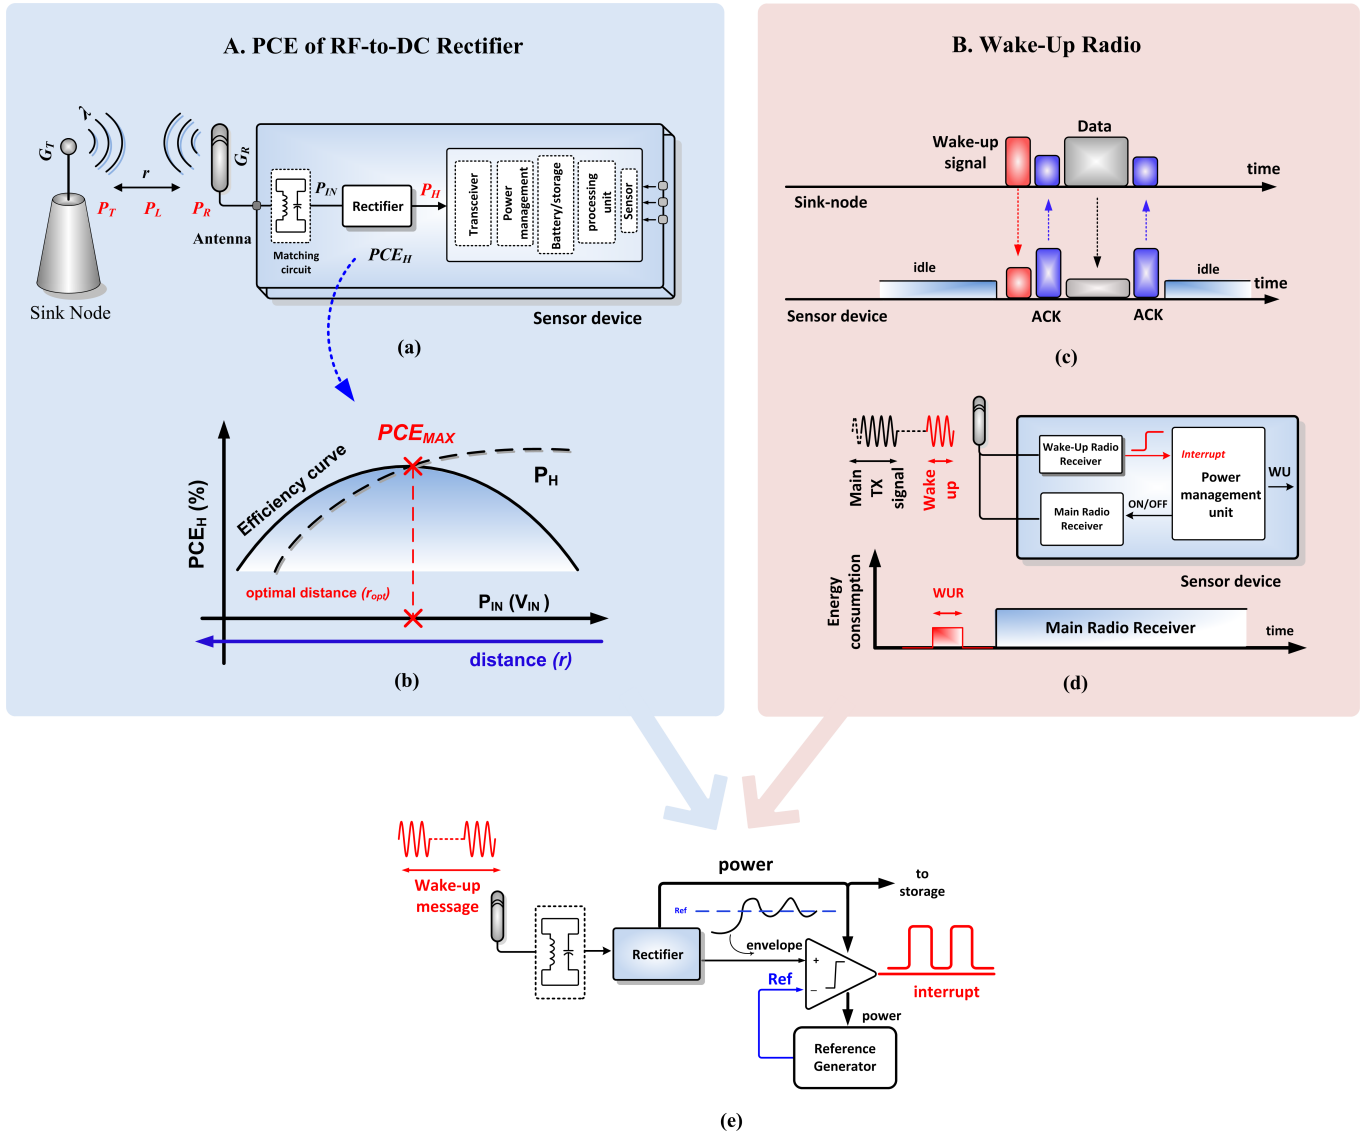 A. PCE of RF-to-DC Rectifier
λ
G_T
r
P_T
P_L
P_R
G_R
Antenna
Sink Node
P_IN
Matching
circuit
Rectifier
PCE_H
P_H
Transceiver
Power
management
Battery/storage
processing
unit
Sensor
Sensor device
(a)
PCE_H (%)
Efficiency curve
PCE_MAX
P_H
optimal distance (r_opt)
P_IN (V_IN )
distance (r)
(b)
B. Wake-Up Radio
Wake-up
signal
Data
time
Sink-node
idle
idle
time
Sensor device
ACK
ACK
(c)
Main
TX
signal
Wake
up
Wake-Up Radio
Receiver
Interrupt
Power
management
unit
WU
ON/OFF
Main Radio
Receiver
Sensor device
Energy
consumption
WUR
Main Radio Receiver
time
(d)
Wake-up
message
power
to
storage
Ref
Rectifier
envelope
+
Ref
−
interrupt
power
Reference
Generator
(e)